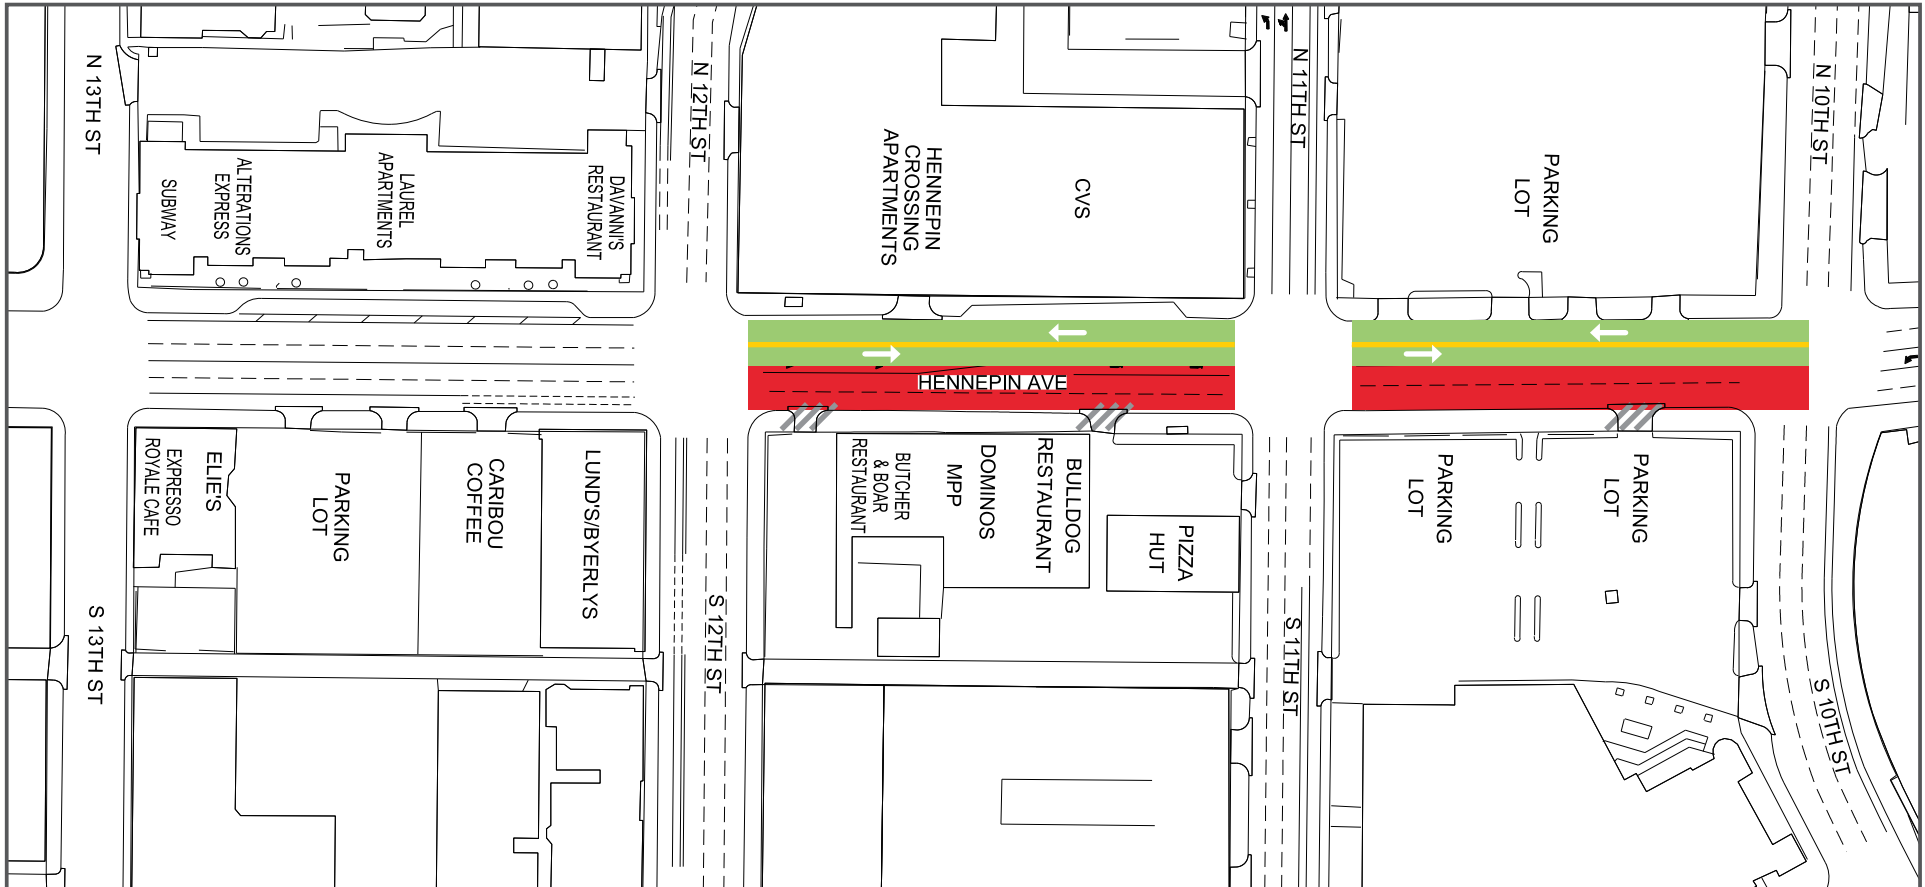 N 13TH ST
N 12TH ST
N 11TH ST
N 10TH ST
SUBWAY
ALTERATIONS
EXPRESS
LAUREL
APARTMENTS
DAVANNI'S
RESTAURANT
HENNEPIN
CROSSING
APARTMENTS
CVS
PARKING
LOT
HENNEPIN AVE
ELIE'S
EXPRESSO
ROYALE CAFE
PARKING
LOT
CARIBOU
COFFEE
LUND'S/BYERLYS
BUTCHER
& BOAR
RESTAURANT
MPP
DOMINOS
BULLDOG
RESTAURANT
PIZZA
HUT
PARKING
LOT
PARKING
LOT
S 13TH ST
S 12TH ST
S 11TH ST
S 10TH ST